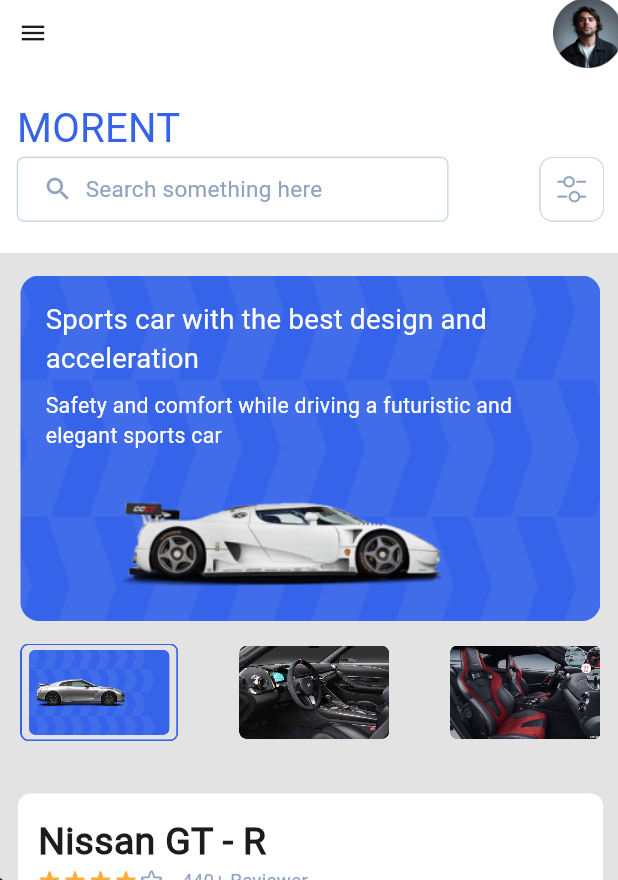 MORENT
Search something here
Sports car with the best design and
acceleration
Safety and comfort while driving a futuristic and
elegant sports car
Nissan GT - R
440+ Reviewer